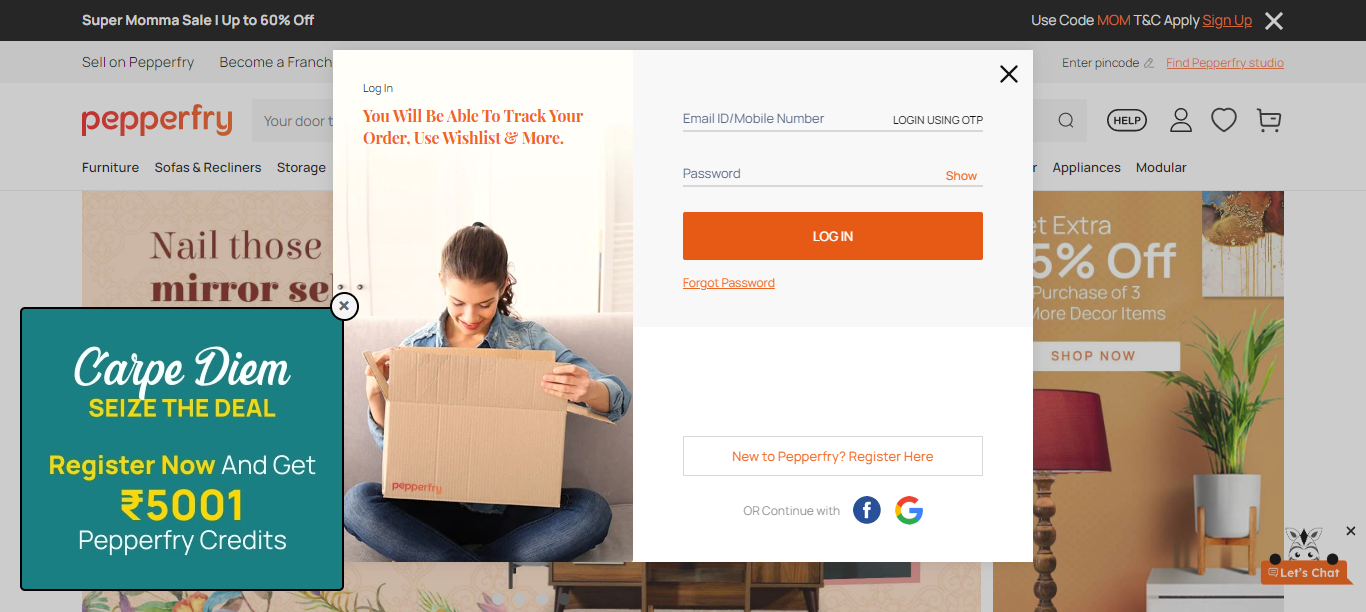 Super Momma Sale I Up to 60% Off
Use Code MOM T&C Apply Sign Up
Sell on Pepperfry
Become a Franch
Enter pincode
Find Pepperfry studio
pepperfry
Your door t
HELP
Furniture
Sofas & Recliners
Storage
Appliances
Modular
Log In
You Will Be Able To Track Your
Order, Use Wishlist & More.
pepperfry
Email ID/Mobile Number
LOGIN USING OTP
Password
Show
LOG IN
Forgot Password
New to Pepperfry? Register Here
OR Continue with
Nail those
mirror se
Carpe Diem
SEIZE THE DEAL
Register Now And Get
₹5001
Pepperfry Credits
et Extra
5% Off
Purchase of 3
More Decor Items
SHOP NOW
Let's Chat